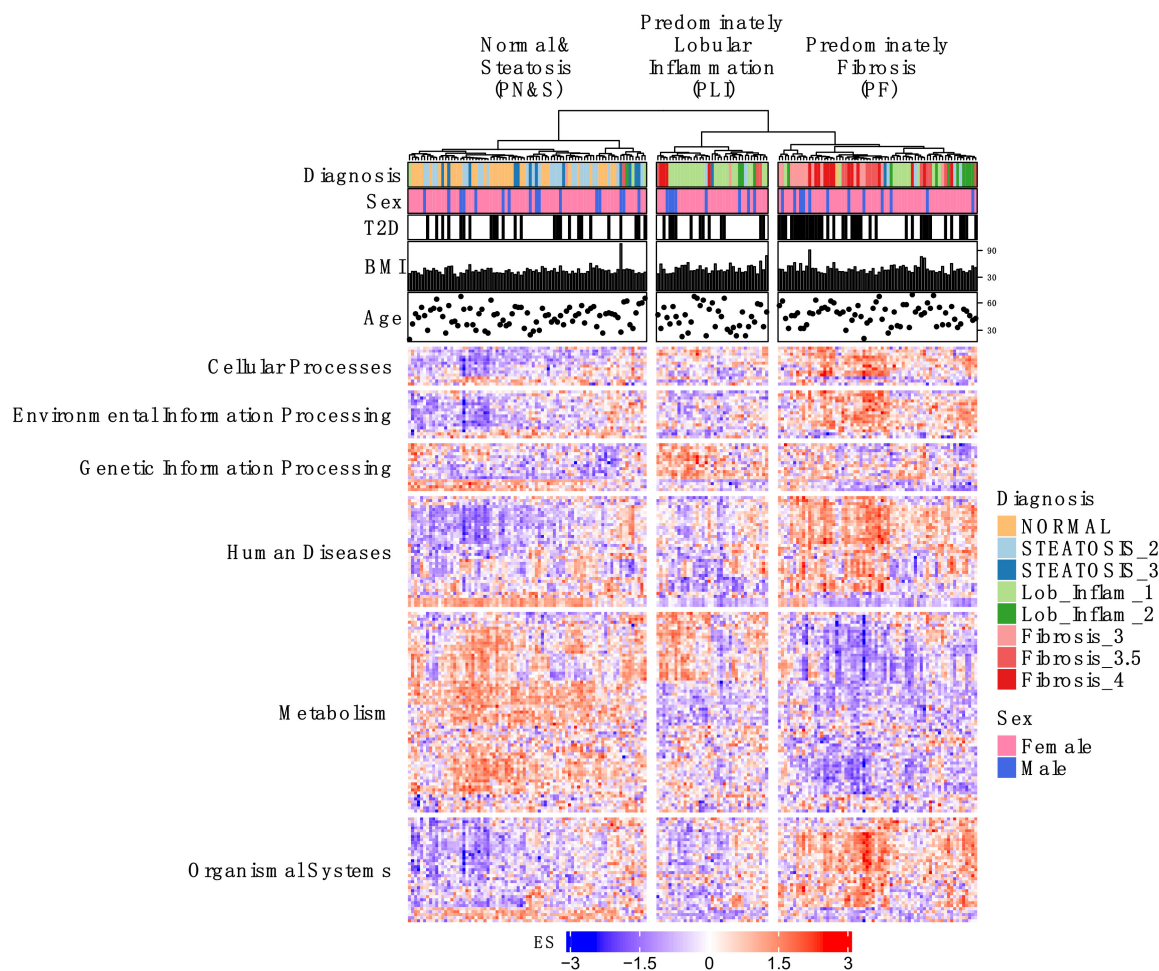 Normal &
Steatosis
(PN&S)
Predominately
Lobular
Inflammation
(PLI)
Predominately
Fibrosis
(PF)
Diagnosis
Sex
T2D
BMI
90
30
Age
60
30
Cellular Processes
Environmental Information Processing
Genetic Information Processing
Human Diseases
Metabolism
Organismal Systems
Diagnosis
NORMAL
STEATOSIS_2
STEATOSIS_3
Lob_Inflam_1
Lob_Inflam_2
Fibrosis_3
Fibrosis_3.5
Fibrosis_4
Sex
Female
Male
ES
−3 −1.5 0 1.5 3